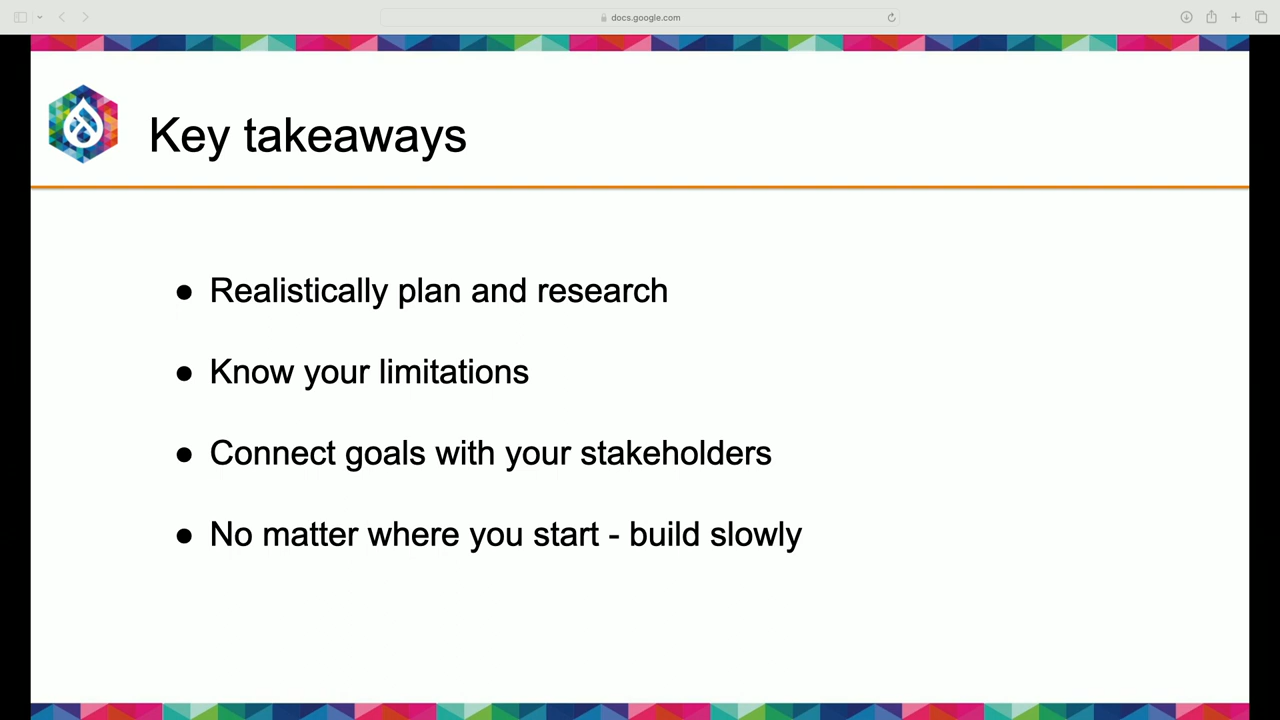 docs.google.com
Key takeaways
● Realistically plan and research
● Know your limitations
● Connect goals with your stakeholders
● No matter where you start - build slowly